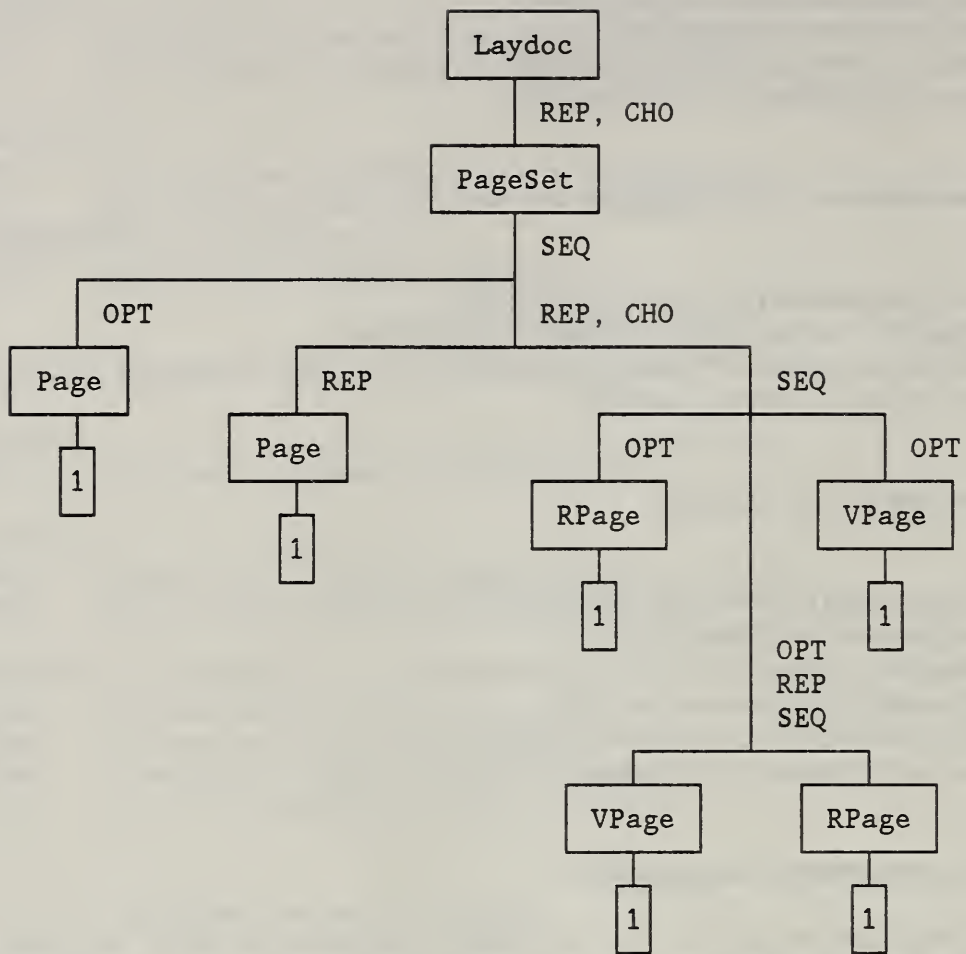 Laydoc
REP, CHO
PageSet
SEQ
OPT
REP, CHO
Page
REP
SEQ
Page
OPT
OPT
1
RPage
VPage
1
1
1
OPT
REP
SEQ
VPage
RPage
1
1